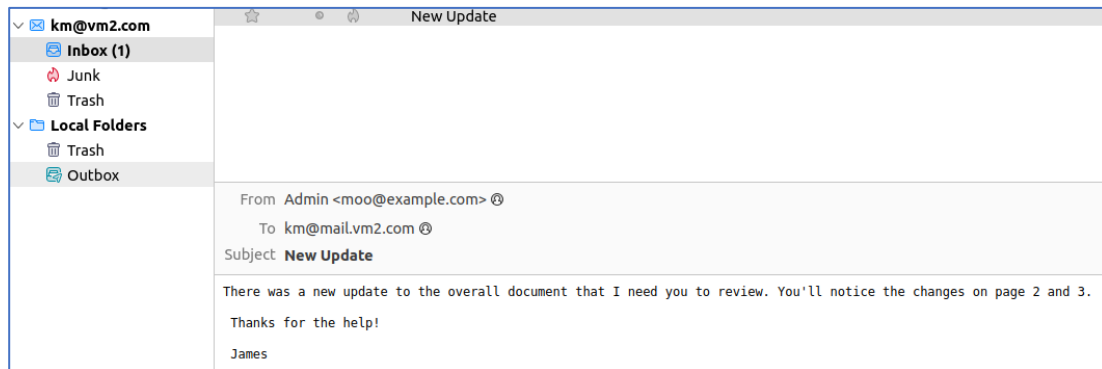 km@vm2.com
Inbox (1)
Junk
Trash
Local Folders
Trash
Outbox
New Update
From Admin <moo@example.com>
To km@mail.vm2.com
Subject New Update
There was a new update to the overall document that I need you to review. You'll notice the changes on page 2 and 3.
Thanks for the help!
James